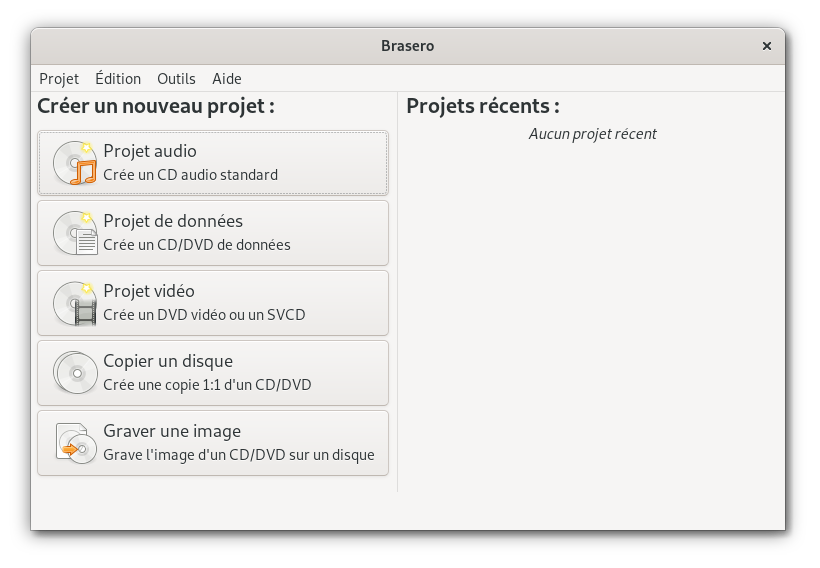 Brasero
Projet Édition Outils Aide
Créer un nouveau projet :
Projet audio
Crée un CD audio standard
Projet de données
Crée un CD/DVD de données
Projet vidéo
Crée un DVD vidéo ou un SVCD
Copier un disque
Crée une copie 1:1 d'un CD/DVD
Graver une image
Grave l'image d'un CD/DVD sur un disque
Projets récents :
Aucun projet récent